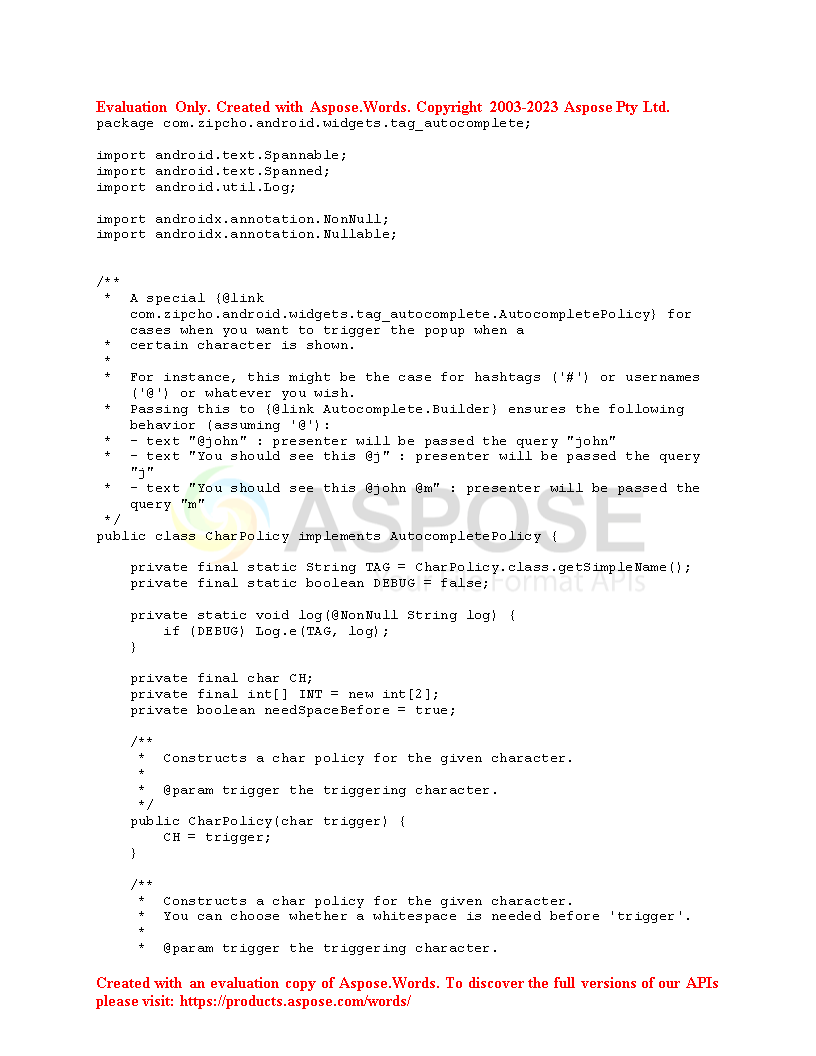 Evaluation Only. Created with Aspose.Words. Copyright 2003-2023 Aspose Pty Ltd.
package com.zipcho.android.widgets.tag_autocomplete;

import android.text.Spannable;
import android.text.Spanned;
import android.util.Log;

import androidx.annotation.NonNull;
import androidx.annotation.Nullable;


/**
 *  A special {@link
    com.zipcho.android.widgets.tag_autocomplete.AutocompletePolicy} for
    cases when you want to trigger the popup when a
 *  certain character is shown.
 *
 *  For instance, this might be the case for hashtags ('#') or usernames
    ('@') or whatever you wish.
 *  Passing this to {@link Autocomplete.Builder} ensures the following
    behavior (assuming '@'):
 *  - text "@john" : presenter will be passed the query "john"
 *  - text "You should see this @j" : presenter will be passed the query
    "j"
 *  - text "You should see this @john @m" : presenter will be passed the
    query "m"
 */
ASPOSE
public class CharPolicy implements AutocompletePolicy {

    private final static String TAG = CharPolicy.class.getSimpleName();
    private final static boolean DEBUG = false;
Format APIs

    private static void log(@NonNull String log) {
        if (DEBUG) Log.e(TAG, log);
    }

    private final char CH;
    private final int[] INT = new int[2];
    private boolean needSpaceBefore = true;

    /**
     *  Constructs a char policy for the given character.
     *
     *  @param trigger the triggering character.
     */
    public CharPolicy(char trigger) {
        CH = trigger;
    }

    /**
     *  Constructs a char policy for the given character.
     *  You can choose whether a whitespace is needed before 'trigger'.
     *
     *  @param trigger the triggering character.

Created with an evaluation copy of Aspose.Words. To discover the full versions of our APIs
please visit: https://products.aspose.com/words/